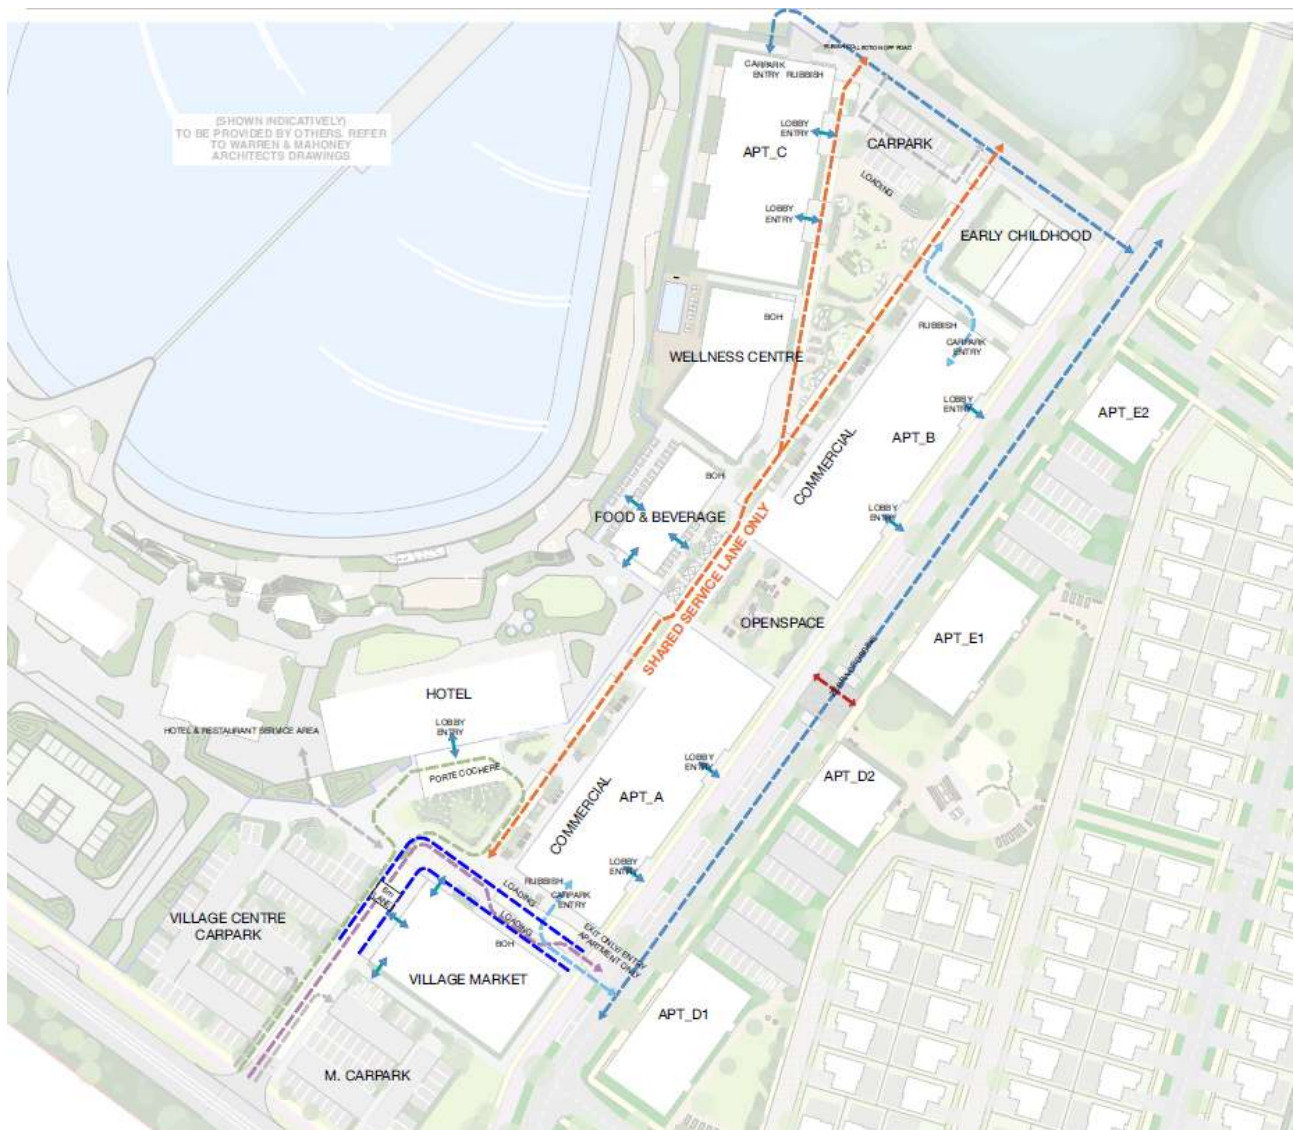 (SHOWN INDICATIVELY)
TO BE PROVIDED BY OTHERS. REFER
TO WARREN & MAHONEY
ARCHITECTS DRAWINGS
CARPARK
ENTRY
RUBBISH
LOBBY
ENTRY
CARPARK
APT_C
LOADING
LOBBY
ENTRY
EARLY CHILDHOOD
BOH
RUBBISH
CARPARK
ENTRY
WELLNESS CENTRE
LOBBY
ENTRY
APT_E2
APT_B
COMMERCIAL
BOH
LOBBY
ENTRY
FOOD & BEVERAGE
SHARED SERVICE LANE ONLY
OPENSPACE
APT_E1
HOTEL
LOBBY
ENTRY
HOTEL & RESTAURANT SERVICE AREA
PORTE COCHERE
LOBBY
ENTRY
APT_D2
APT_A
COMMERCIAL
LOBBY
ENTRY
RUBBISH
CARPARK
ENTRY
LOADING
6m
LANE
LOADING
VILLAGE CENTRE
CARPARK
BOH
EXIT ONLY/ ENTRY
APARTMENT ONLY
VILLAGE MARKET
APT_D1
M. CARPARK